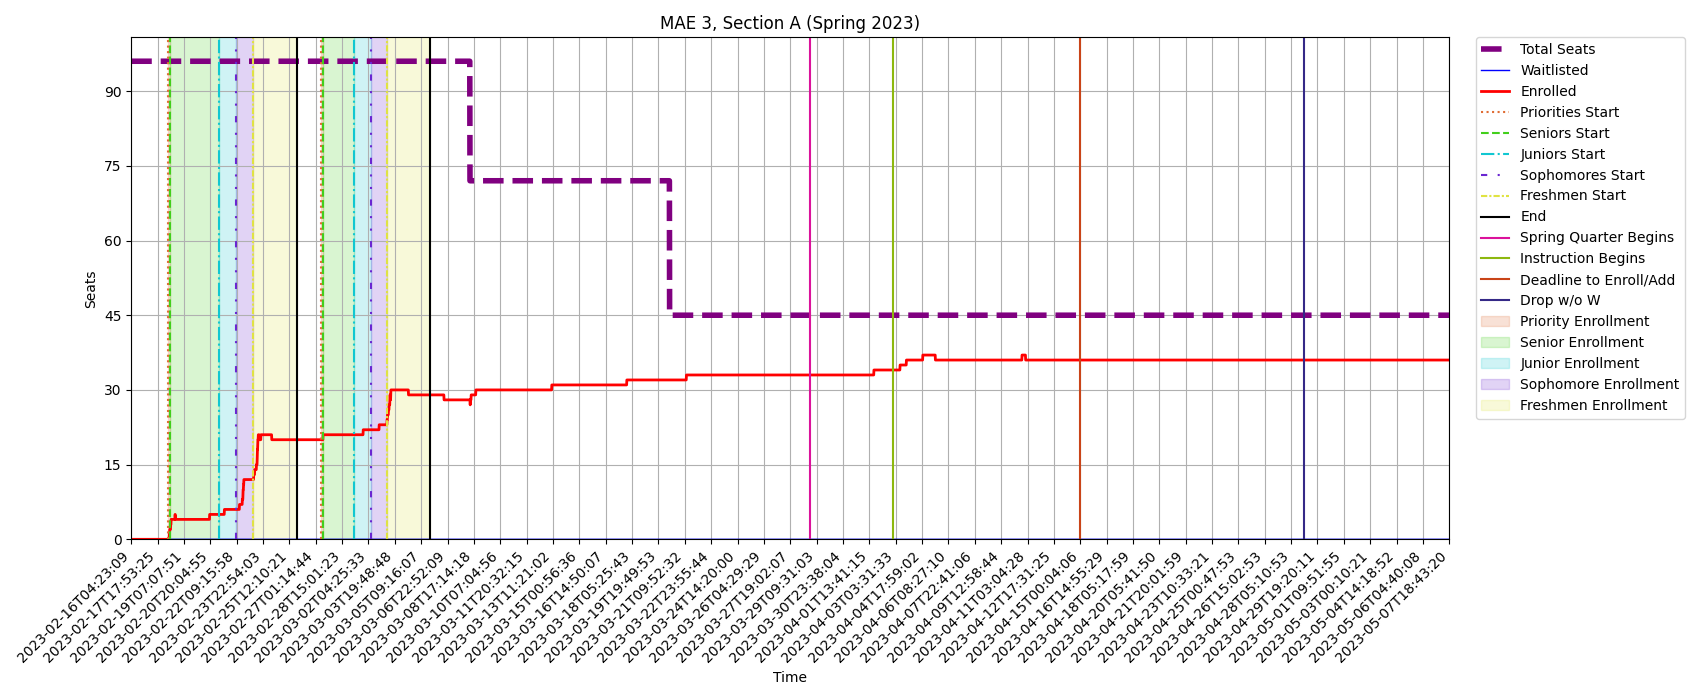 MAE 3, Section A (Spring 2023)
Seats
90
75
60
45
30
15
0
2023-02-16T04:23:09
2023-02-17T17:53:25
2023-02-19T07:07:51
2023-02-20T20:04:55
2023-02-22T09:15:58
2023-02-23T22:54:03
2023-02-25T12:10:21
2023-02-27T01:14:44
2023-02-28T15:01:23
2023-03-02T04:25:33
2023-03-03T19:48:48
2023-03-05T09:16:07
2023-03-06T22:52:09
2023-03-08T17:14:18
2023-03-10T07:04:56
2023-03-11T20:32:15
2023-03-13T11:21:02
2023-03-15T00:56:36
2023-03-16T14:50:07
2023-03-18T05:25:43
2023-03-19T19:49:53
2023-03-21T09:52:32
2023-03-22T23:55:44
2023-03-24T14:20:00
2023-03-26T04:29:29
2023-03-27T19:02:07
2023-03-29T09:31:03
2023-03-30T23:38:04
2023-04-01T13:41:15
2023-04-03T03:31:33
2023-04-04T17:59:02
2023-04-06T08:27:10
2023-04-07T22:41:06
2023-04-09T12:58:44
2023-04-11T03:04:28
2023-04-12T17:31:25
2023-04-15T00:04:06
2023-04-16T14:55:29
2023-04-18T05:17:59
2023-04-20T05:41:50
2023-04-21T20:01:59
2023-04-23T10:33:21
2023-04-25T00:47:53
2023-04-26T15:02:53
2023-04-28T05:10:53
2023-04-29T19:20:11
2023-05-01T09:51:55
2023-05-03T00:10:21
2023-05-04T14:18:52
2023-05-06T04:40:08
2023-05-07T18:43:20
Time
Total Seats
Waitlisted
Enrolled
Priorities Start
Seniors Start
Juniors Start
Sophomores Start
Freshmen Start
End
Spring Quarter Begins
Instruction Begins
Deadline to Enroll/Add
Drop w/o W
Priority Enrollment
Senior Enrollment
Junior Enrollment
Sophomore Enrollment
Freshmen Enrollment